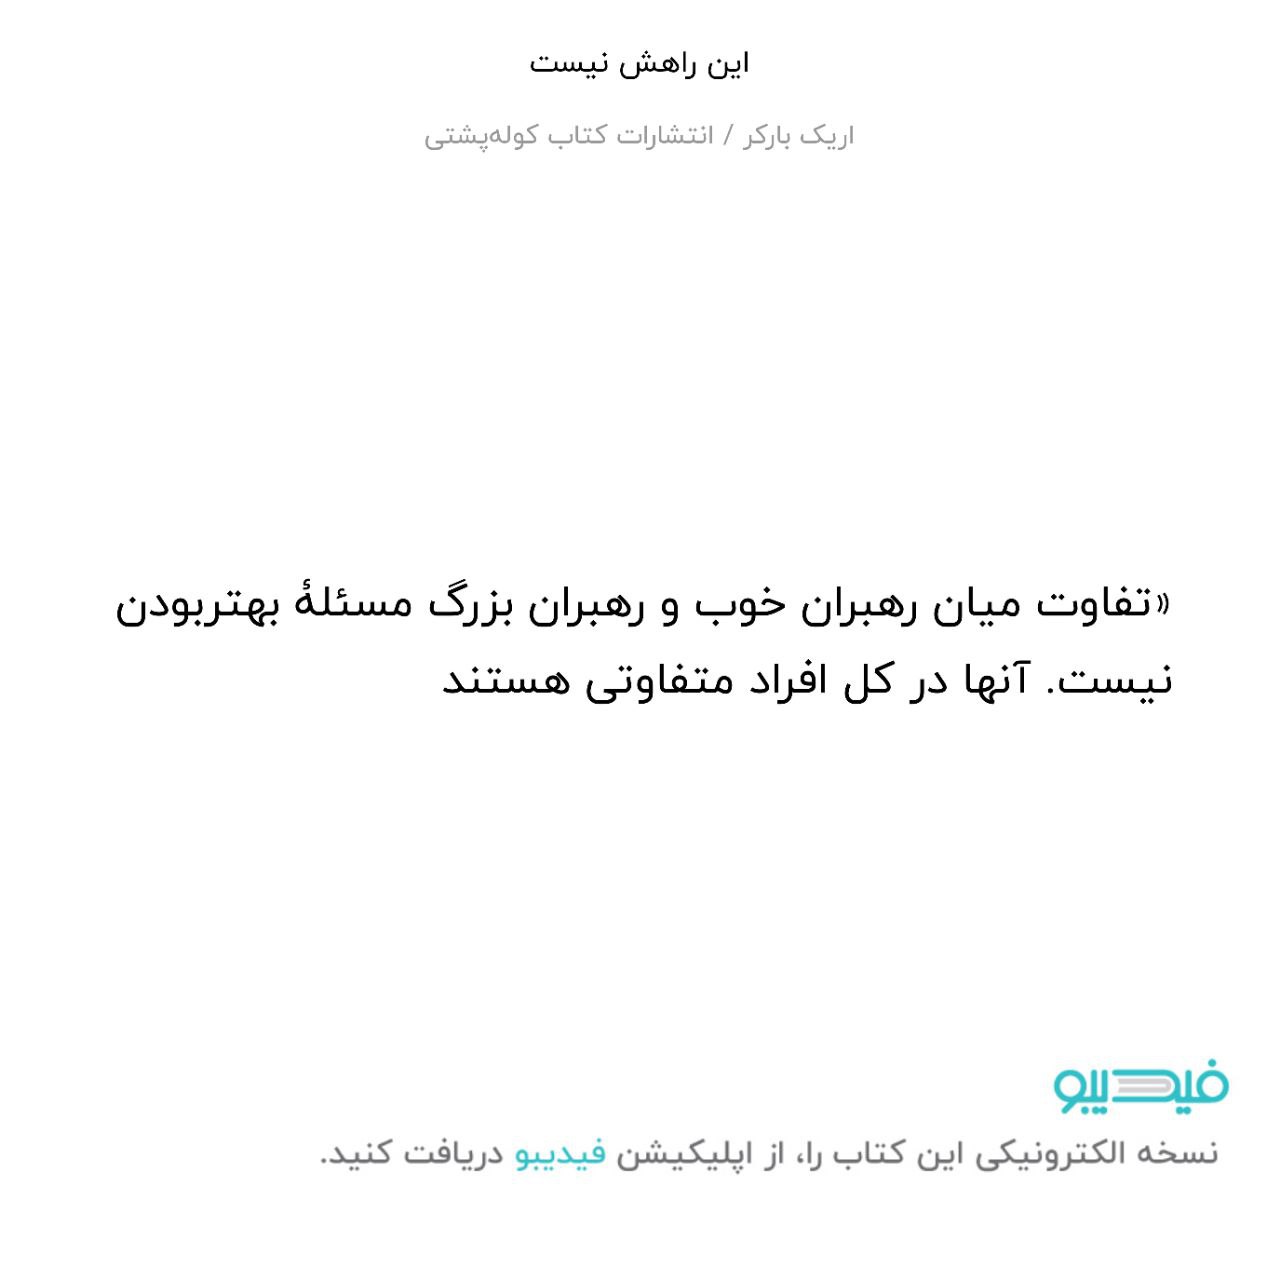 این راهش نیست
اریک بارکر / انتشارات کتاب کوله‌پشتی
«تفاوت میان رهبران خوب و رهبران بزرگ مسئلهٔ بهتربودن
نیست. آنها در کل افراد متفاوتی هستند
فیدیبو
نسخه الکترونیکی این کتاب را، از اپلیکیشن فیدیبو دریافت کنید.